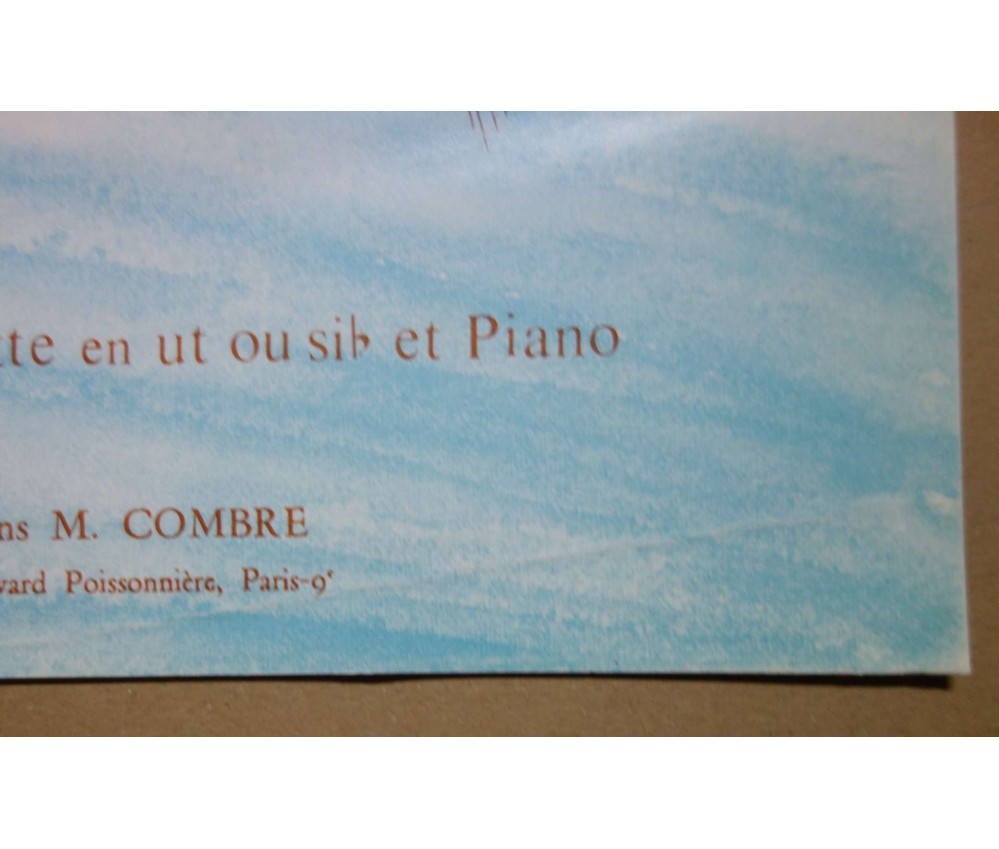 tte en ut ou si♭ et Piano
ns M. COMBRE
vard Poissonnière, Paris-9ᵉ